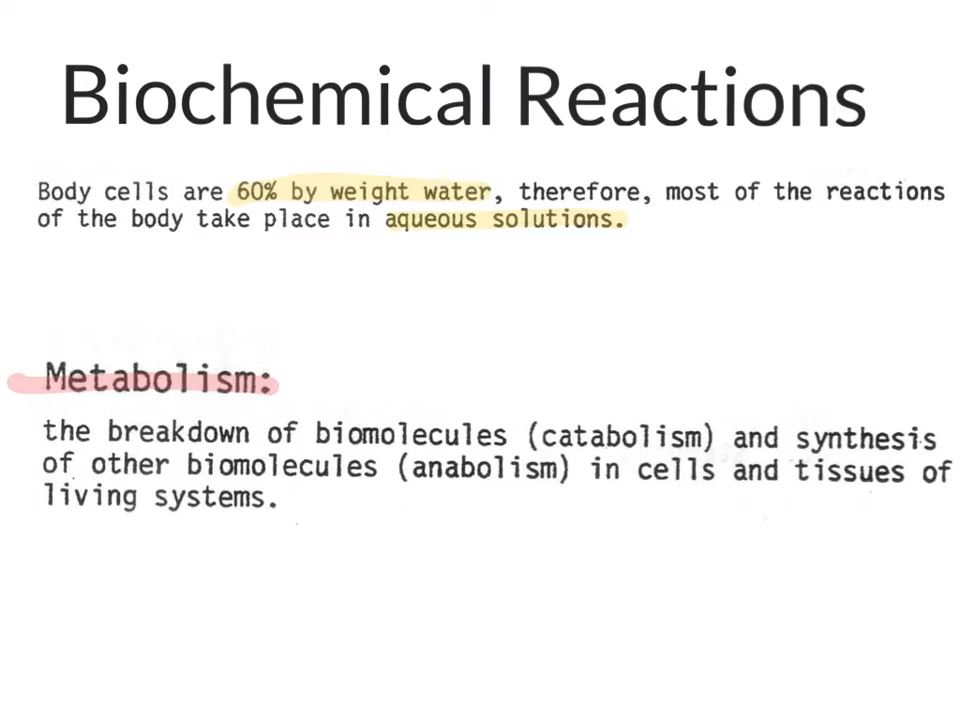 Biochemical Reactions
Body cells are 60% by weight water, therefore, most of the reactions
of the body take place in aqueous solutions.
Metabolism:
the breakdown of biomolecules (catabolism) and synthesis
of other biomolecules (anabolism) in cells and tissues of
living systems.